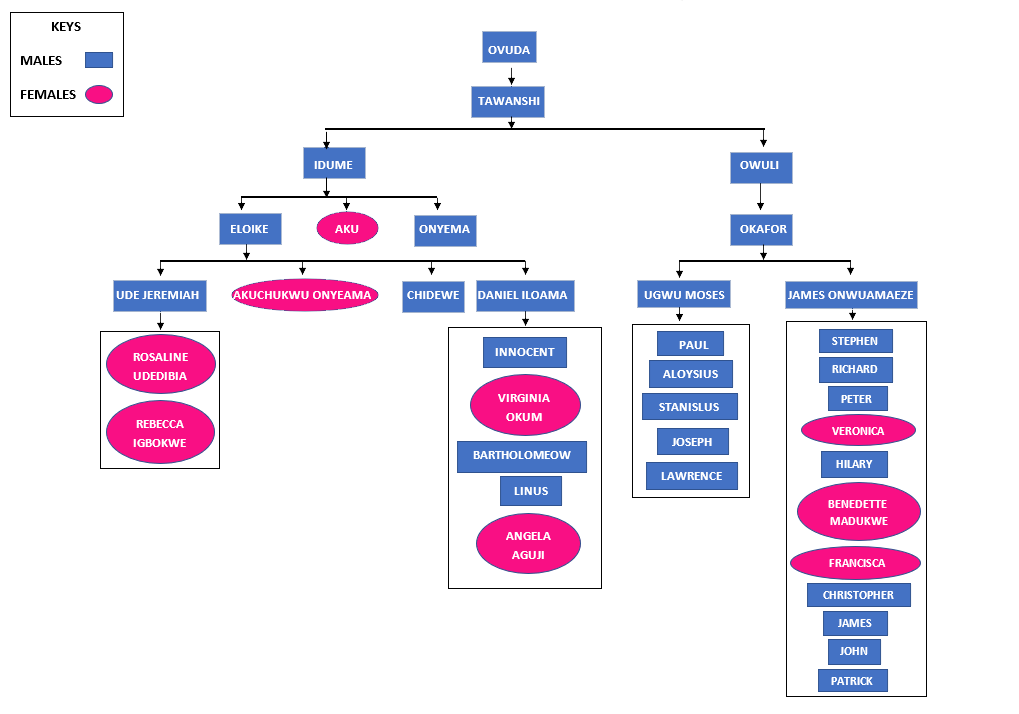 KEYS
MALES
FEMALES
OVUDA
TAWANSHI
IDUME
OWULI
ELOIKE
AKU
ONYEMA
OKAFOR
UDE JEREMIAH
AKUCHUKWU ONYEAMA
CHIDEWE
DANIEL ILOAMA
UGWU MOSES
JAMES ONWUAMAEZE
ROSALINE
UDEDIBIA
REBECCA
IGBOKWE
INNOCENT
VIRGINIA
OKUM
BARTHOLOMEOW
LINUS
ANGELA
AGUJI
PAUL
ALOYSIUS
STANISLUS
JOSEPH
LAWRENCE
STEPHEN
RICHARD
PETER
VERONICA
HILARY
BENEDETTE
MADUKWE
FRANCISCA
CHRISTOPHER
JAMES
JOHN
PATRICK